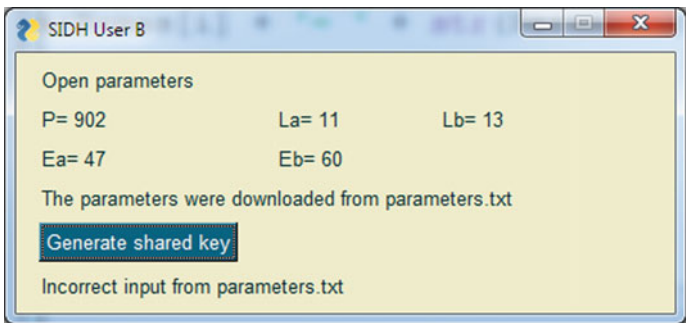 SIDH User B
Open parameters
P= 902 La= 11 Lb= 13
Ea= 47 Eb= 60
The parameters were downloaded from parameters.txt
Generate shared key
Incorrect input from parameters.txt